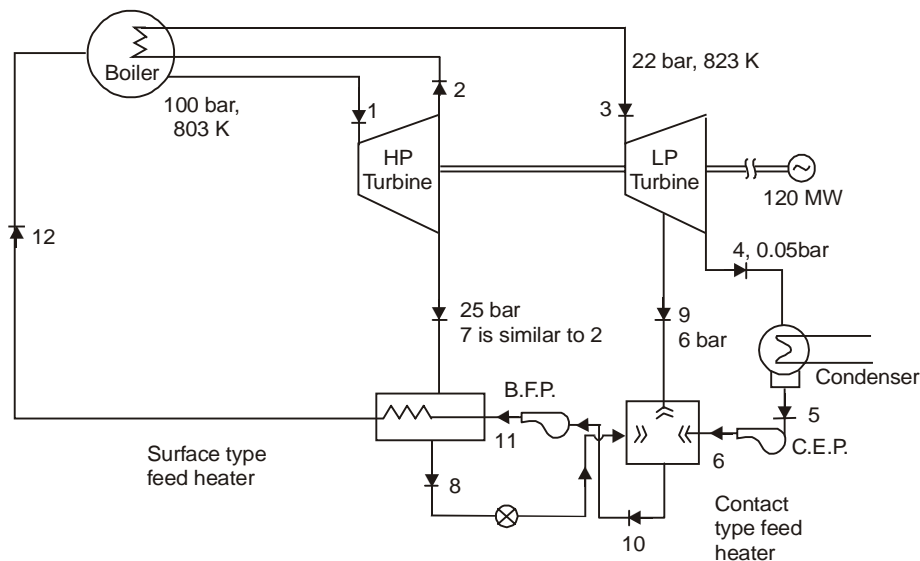 Boiler
100 bar,
803 K
1
2
HP
Turbine
22 bar, 823 K
3
LP
Turbine
120 MW
12
4, 0.05bar
25 bar
7 is similar to 2
9
6 bar
Condenser
B.F.P.
5
11
6
C.E.P.
Surface type
feed heater
8
10
Contact
type feed
heater